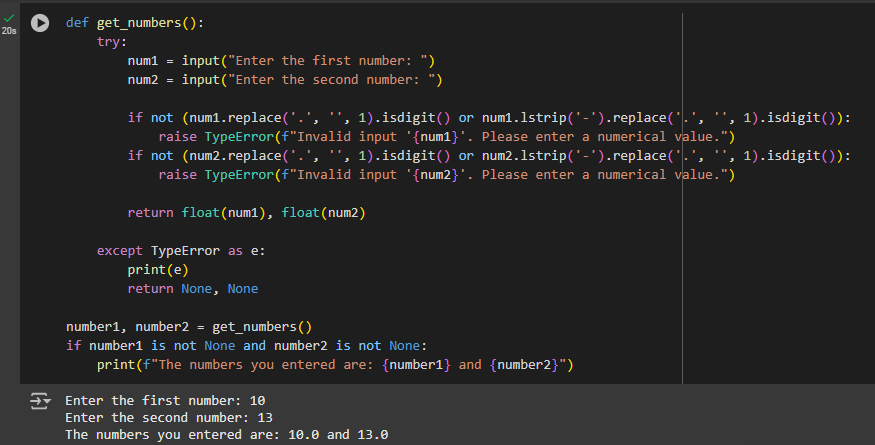 20s
def get_numbers():
    try:
        num1 = input("Enter the first number: ")
        num2 = input("Enter the second number: ")

        if not (num1.replace('.', '', 1).isdigit() or num1.lstrip('-').replace('.', '', 1).isdigit()):
            raise TypeError(f"Invalid input '{num1}'. Please enter a numerical value.")
        if not (num2.replace('.', '', 1).isdigit() or num2.lstrip('-').replace('.', '', 1).isdigit()):
            raise TypeError(f"Invalid input '{num2}'. Please enter a numerical value.")

        return float(num1), float(num2)

    except TypeError as e:
        print(e)
        return None, None

number1, number2 = get_numbers()
if number1 is not None and number2 is not None:
    print(f"The numbers you entered are: {number1} and {number2}")
Enter the first number: 10
Enter the second number: 13
The numbers you entered are: 10.0 and 13.0